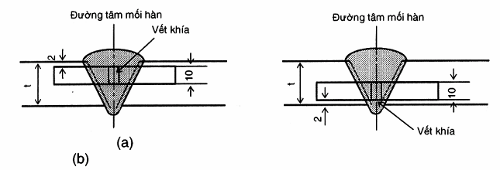 Đường tâm mối hàn
Vết khía
2
t
10
(a)
(b)
Đường tâm mối hàn
t
10
2
Vết khía